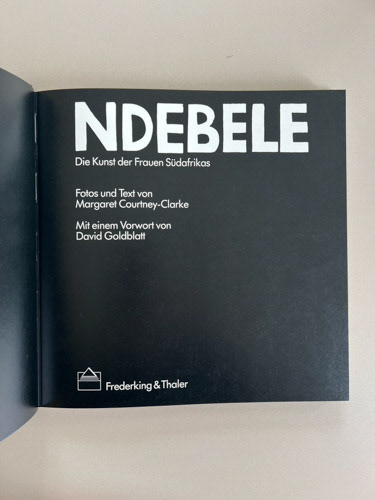 NDEBELE
Die Kunst der Frauen Südafrikas
Fotos und Text von
Margaret Courtney-Clarke
Mit einem Vorwort von
David Goldblatt
Frederking & Thaler